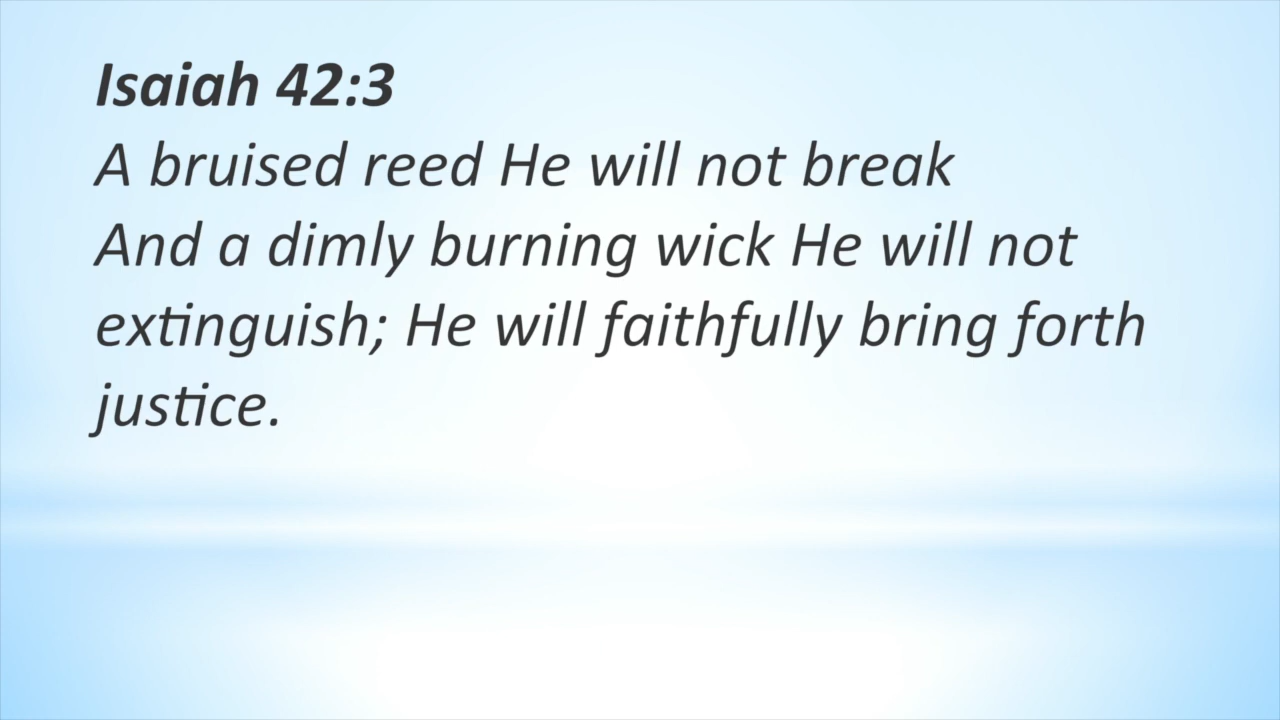 Isaiah 42:3
A bruised reed He will not break
And a dimly burning wick He will not
extinguish; He will faithfully bring forth
justice.